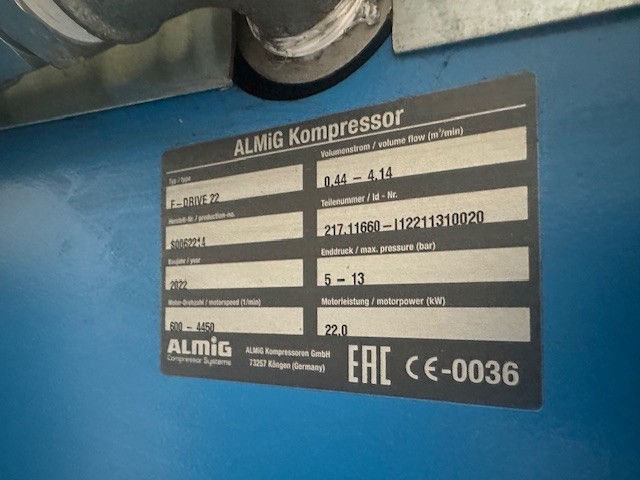 ALMiG Kompressor
Typ / type
F - DRIVE 22
Volumenstrom / volume flow (m³/min)
0,44 - 4,14
Herstell-Nr. / production-no.
S0062214
Teilenummer / Id - Nr.
217.11660-I12211310020
Baujahr / year
2022
Enddruck / max. pressure (bar)
5 - 13
Motor-Drehzahl / motorspeed (1/min)
600 - 4450
Motorleistung / motorpower (kW)
22,0
ALMiG
Compressor Systems
ALMiG Kompressoren GmbH
73257 Köngen (Germany)
EAC CE-0036